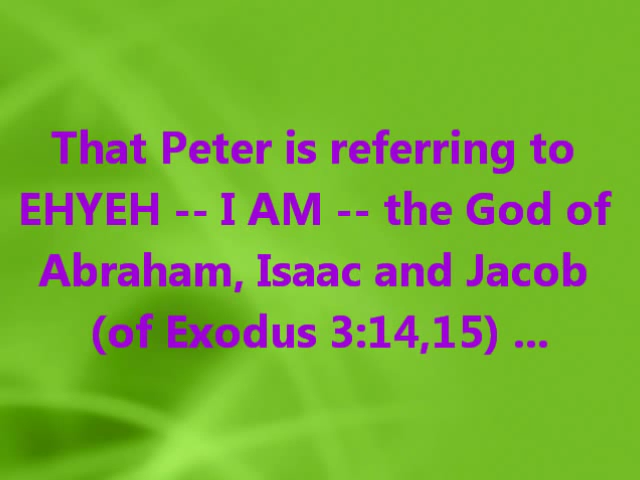 That Peter is referring to
EHYEH -- I AM -- the God of
Abraham, Isaac and Jacob
(of Exodus 3:14,15) ...